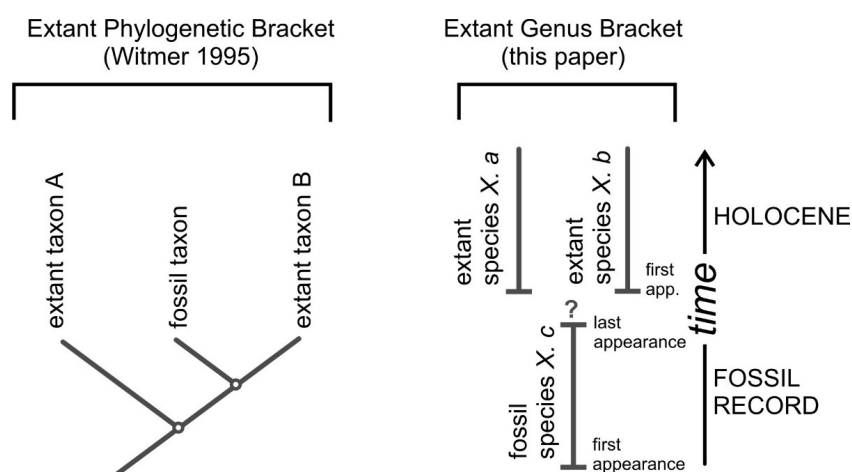 Extant Phylogenetic Bracket
(Witmer 1995)
extant taxon A
fossil taxon
extant taxon B
Extant Genus Bracket
(this paper)
extant
species X. a
extant
species X. b
first
app.
?
last
appearance
fossil
species X. c
first
appearance
time
HOLOCENE
FOSSIL
RECORD